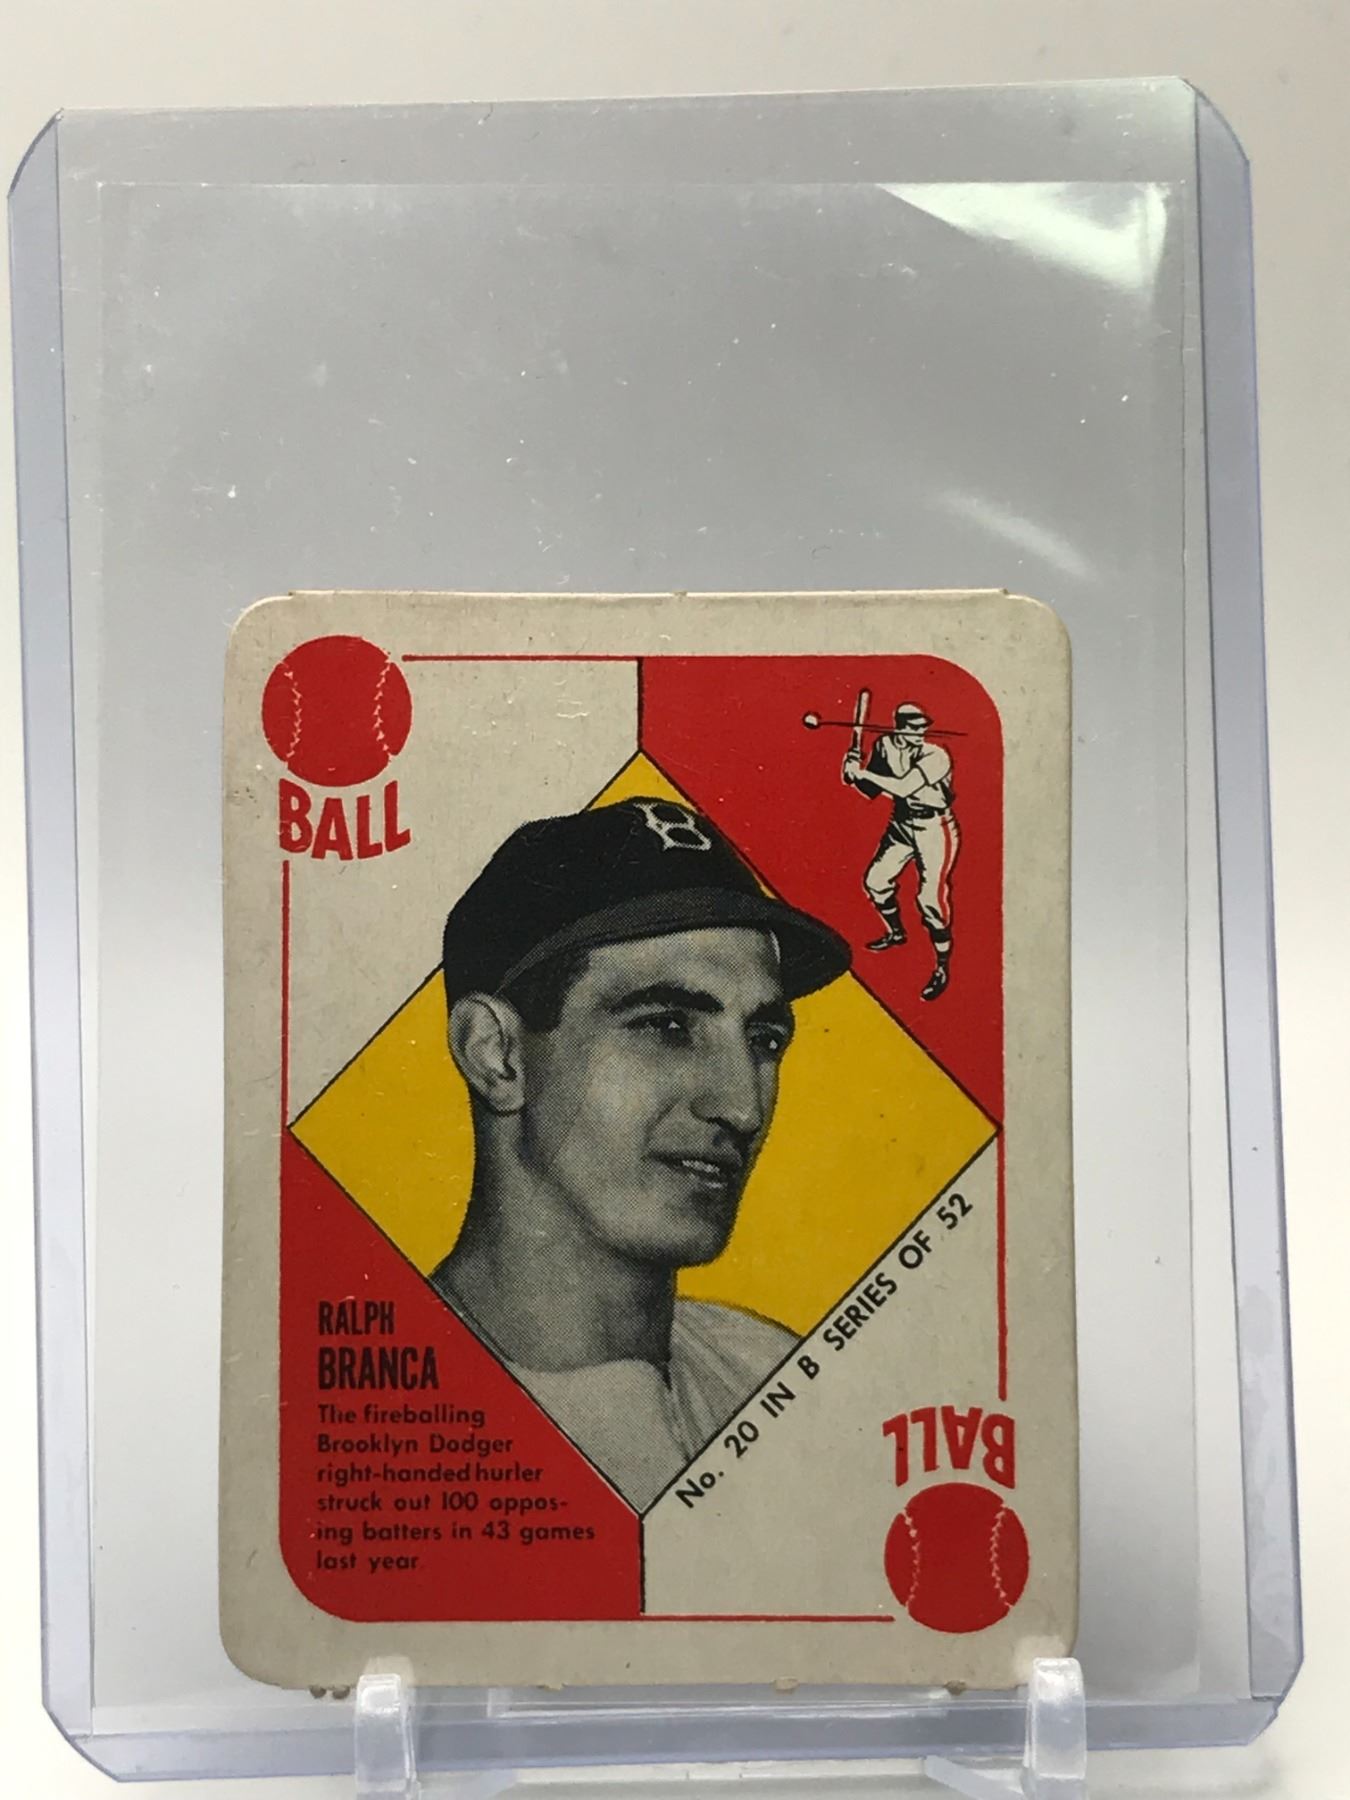 BALL
RALPH
BRANCA
The fireballing
Brooklyn Dodger
right-handed hurler
struck out 100 oppos-
ing batters in 43 games
last year.
No. 20 IN B SERIES OF 52
BALL
B